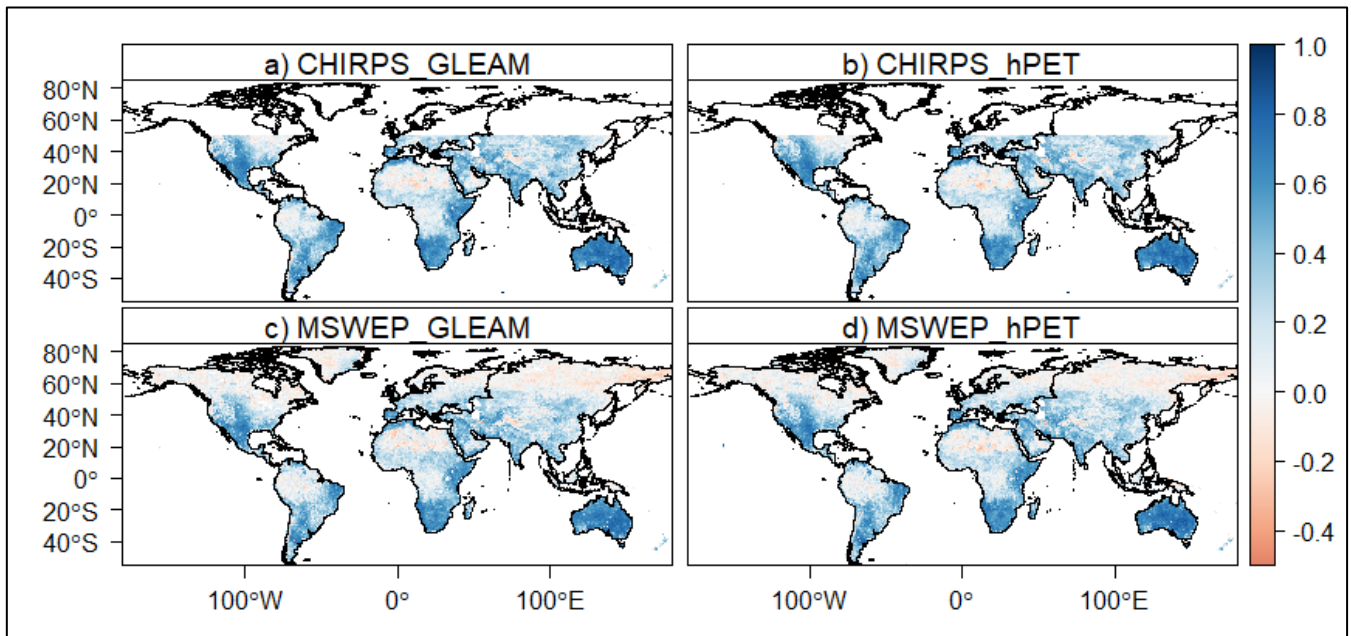 a) CHIRPS_GLEAM
b) CHIRPS_hPET
80°N
60°N
40°N
20°N
0°
20°S
40°S
c) MSWEP_GLEAM
d) MSWEP_hPET
80°N
60°N
40°N
20°N
0°
20°S
40°S
100°W 0° 100°E
100°W 0° 100°E
1.0
0.8
0.6
0.4
0.2
0.0
-0.2
-0.4